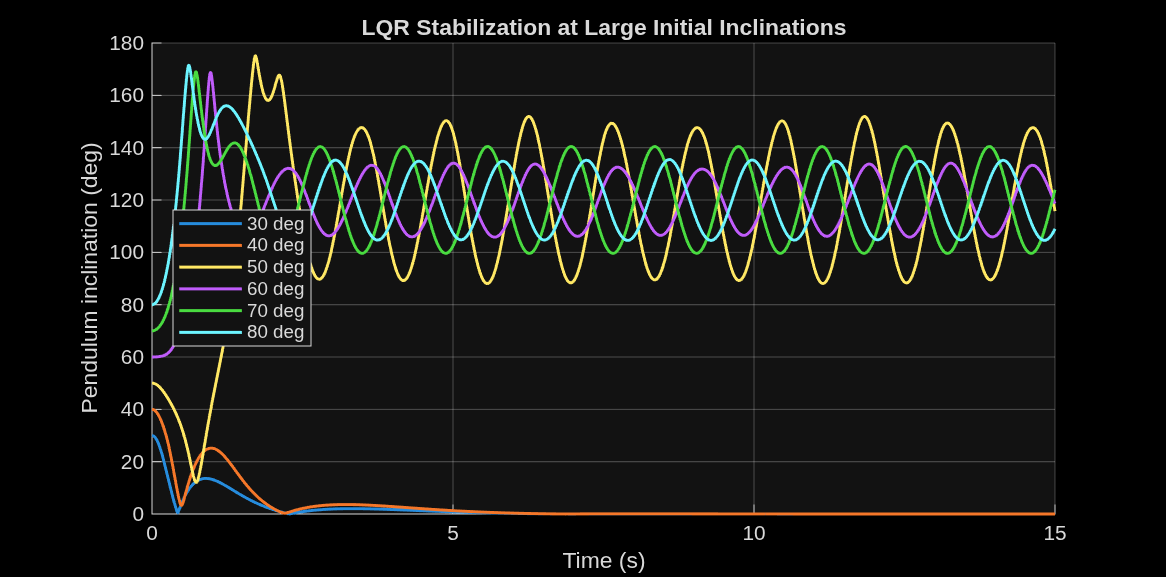 LQR Stabilization at Large Initial Inclinations
Pendulum inclination (deg)
180
160
140
120
100
80
60
40
20
0
30 deg
40 deg
50 deg
60 deg
70 deg
80 deg
0 5 10 15
Time (s)